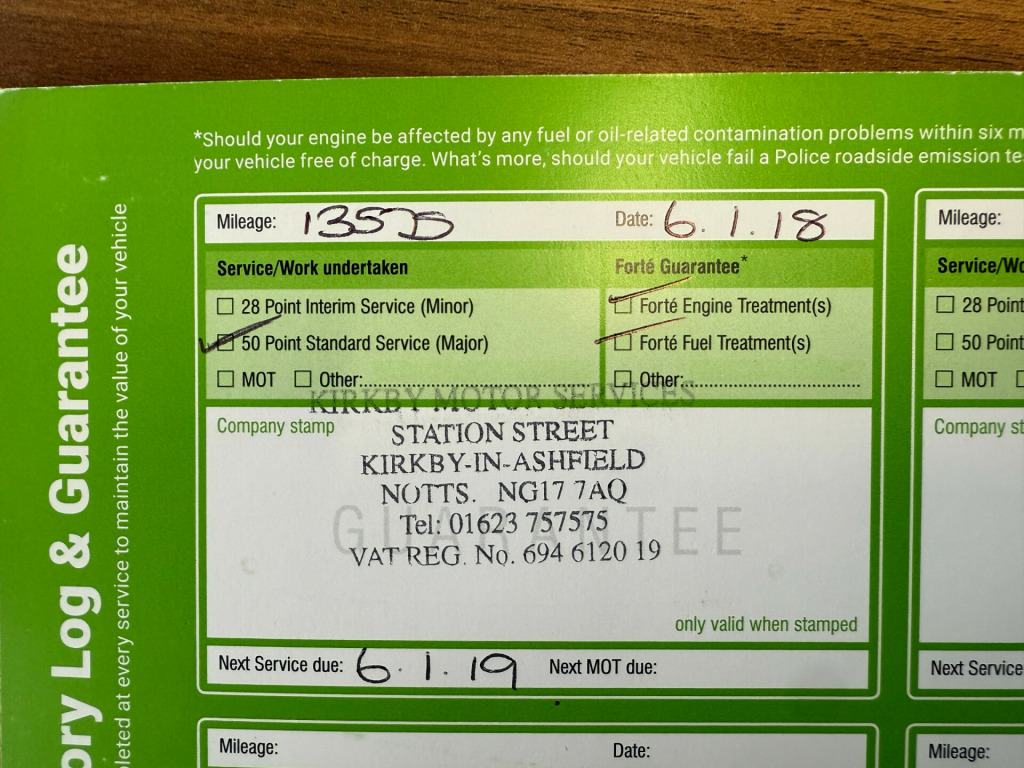 *Should your engine be affected by any fuel or oil-related contamination problems within six m
your vehicle free of charge. What's more, should your vehicle fail a Police roadside emission te
Mileage: 13575 Date: 6.1.18
Service/Work undertaken Forté Guarantee*
28 Point Interim Service (Minor) Forté Engine Treatment(s)
50 Point Standard Service (Major) Forté Fuel Treatment(s)
MOT Other: Other:
KIRKBY MOTOR SERVICES
Company stamp
STATION STREET
KIRKBY-IN-ASHFIELD
NOTTS. NG17 7AQ
Tel: 01623 757575
GUARANTEE
VAT REG. No. 694 6120 19
only valid when stamped
Next Service due: 6.1.19 Next MOT due:
Mileage: Date:
Mileage:
Service/Wo
28 Point
50 Point
MOT
Company st
Next Service
Mileage:
ory Log & Guarantee
pleted at every service to maintain the value of your vehicle